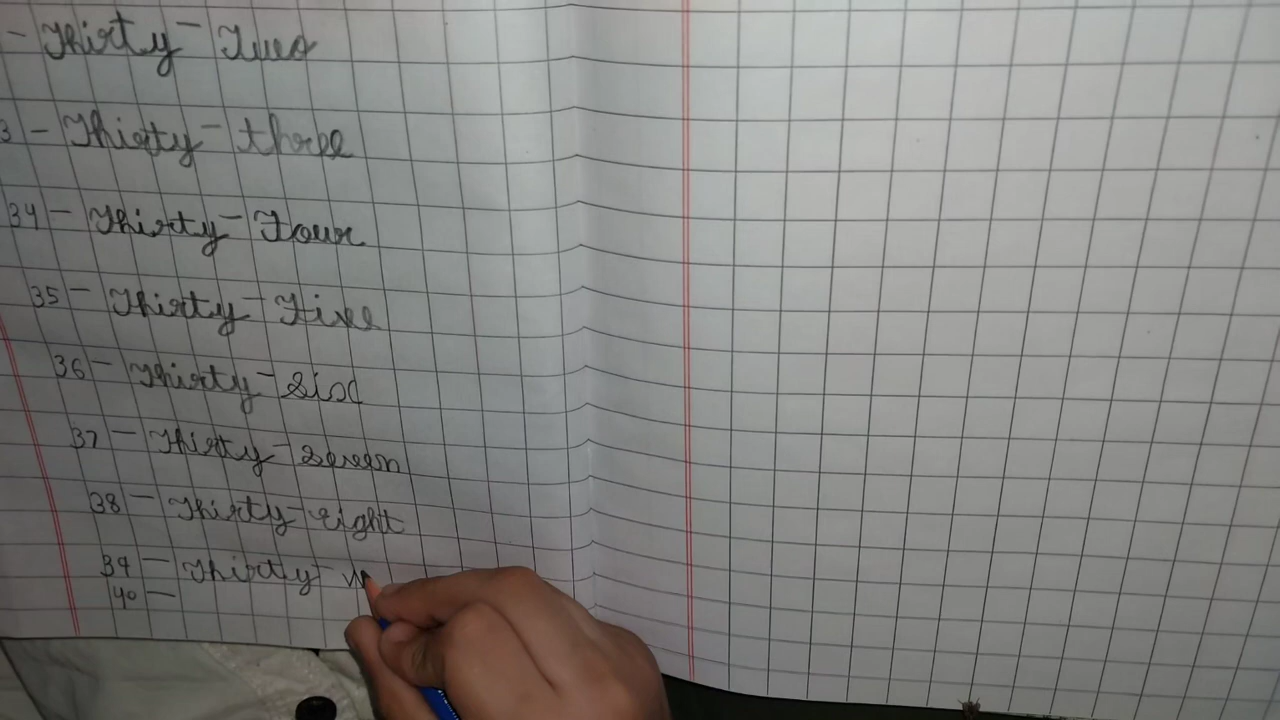 - Thirty - Two
3 - Thirty - three
34 - Thirty - Four
35 - Thirty - Five
36 - Thirty - Six
37 - Thirty - Seven
38 - Thirty - eight
39 - Thirty -
40 -